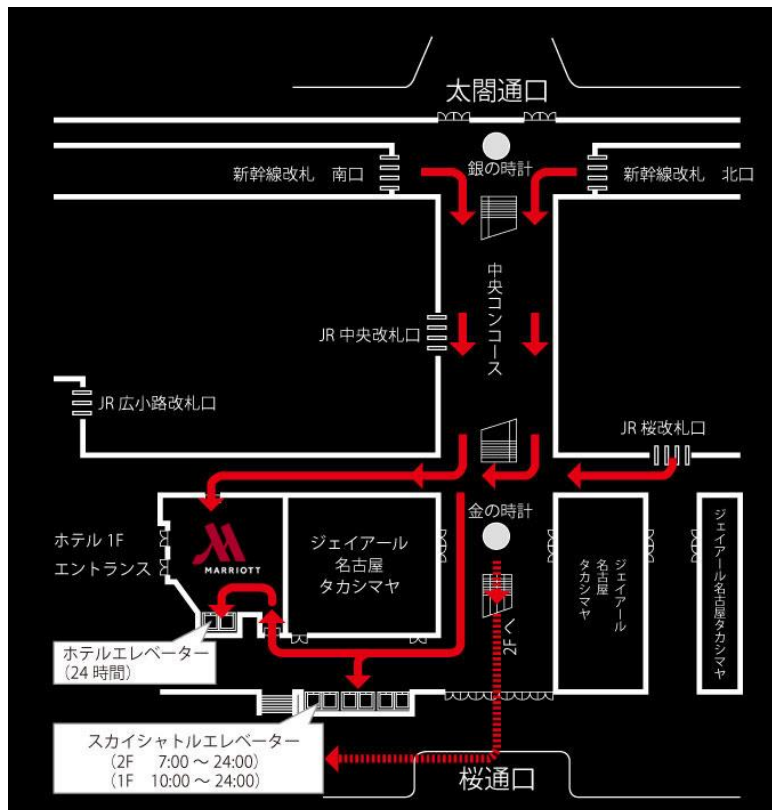 太閤通口
銀の時計
新幹線改札 南口
新幹線改札 北口
中央コンコース
JR 中央改札口
JR 広小路改札口
JR 桜改札口
金の時計
ホテル 1F
エントランス
MARRIOTT
ジェイアール
名古屋
タカシマヤ
ジェイアール
名古屋
タカシマヤ
ジェイアール名古屋タカシマヤ
2Fへ
ホテルエレベーター
(24 時間)
スカイシャトルエレベーター
(2F 7:00 ~ 24:00)
(1F 10:00 ~ 24:00)
桜通口